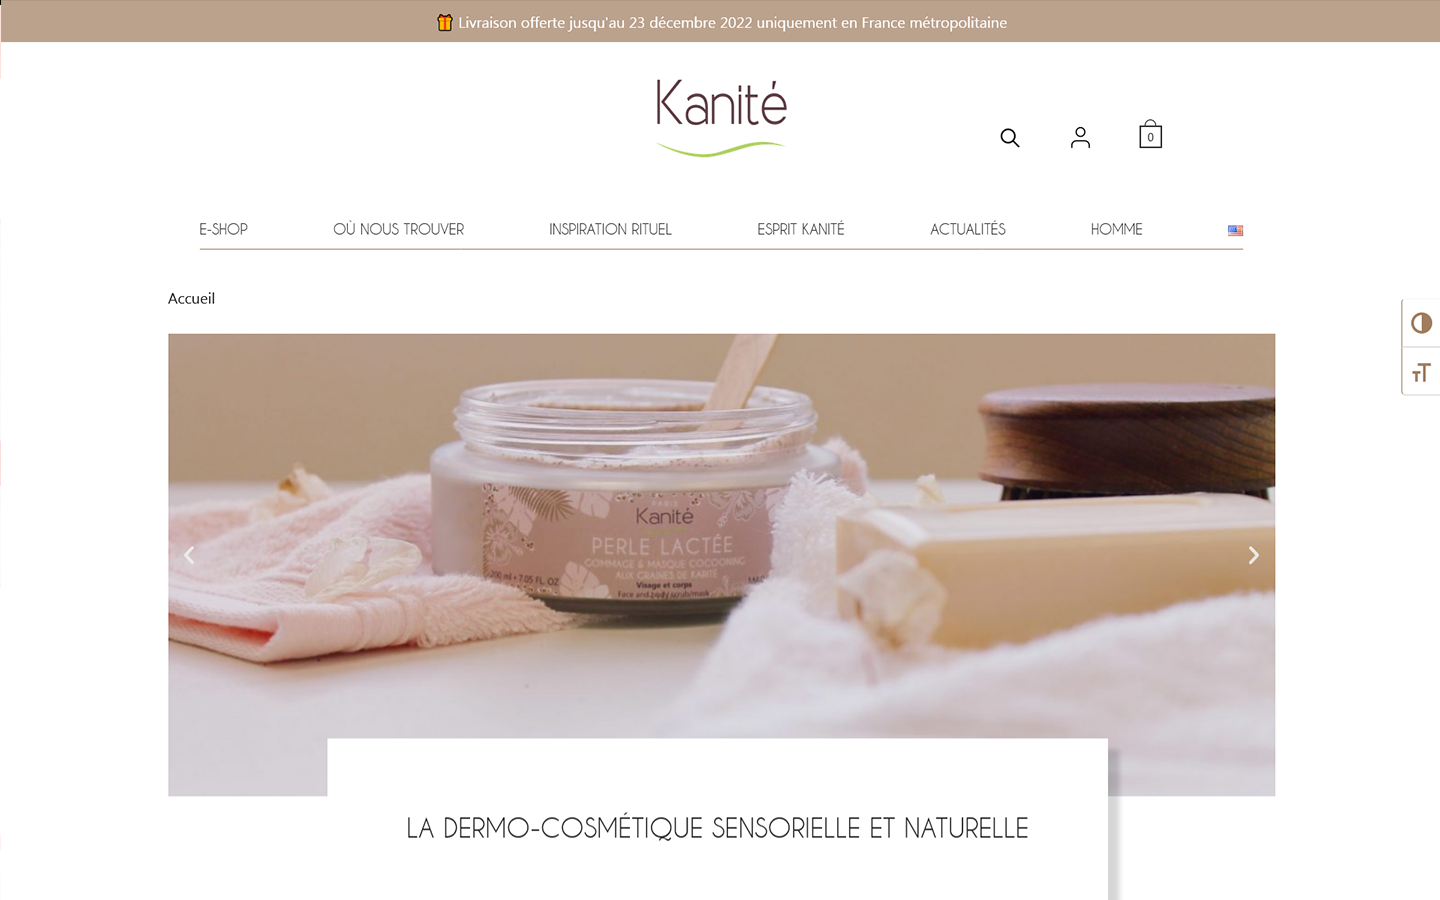 Livraison offerte jusqu'au 23 décembre 2022 uniquement en France métropolitaine
Kanité
0
E-SHOP
OÙ NOUS TROUVER
INSPIRATION RITUEL
ESPRIT KANITÉ
ACTUALITÉS
HOMME
Accueil
PARIS
Kanité
PERLE LACTÉE
GOMMAGE & MASQUE COCOONING
AUX GRAINES DE KARITÉ
200 ml • 7.05 FL. OZ
Visage et corps
Face and body scrub/mask
LA DERMO-COSMÉTIQUE SENSORIELLE ET NATURELLE